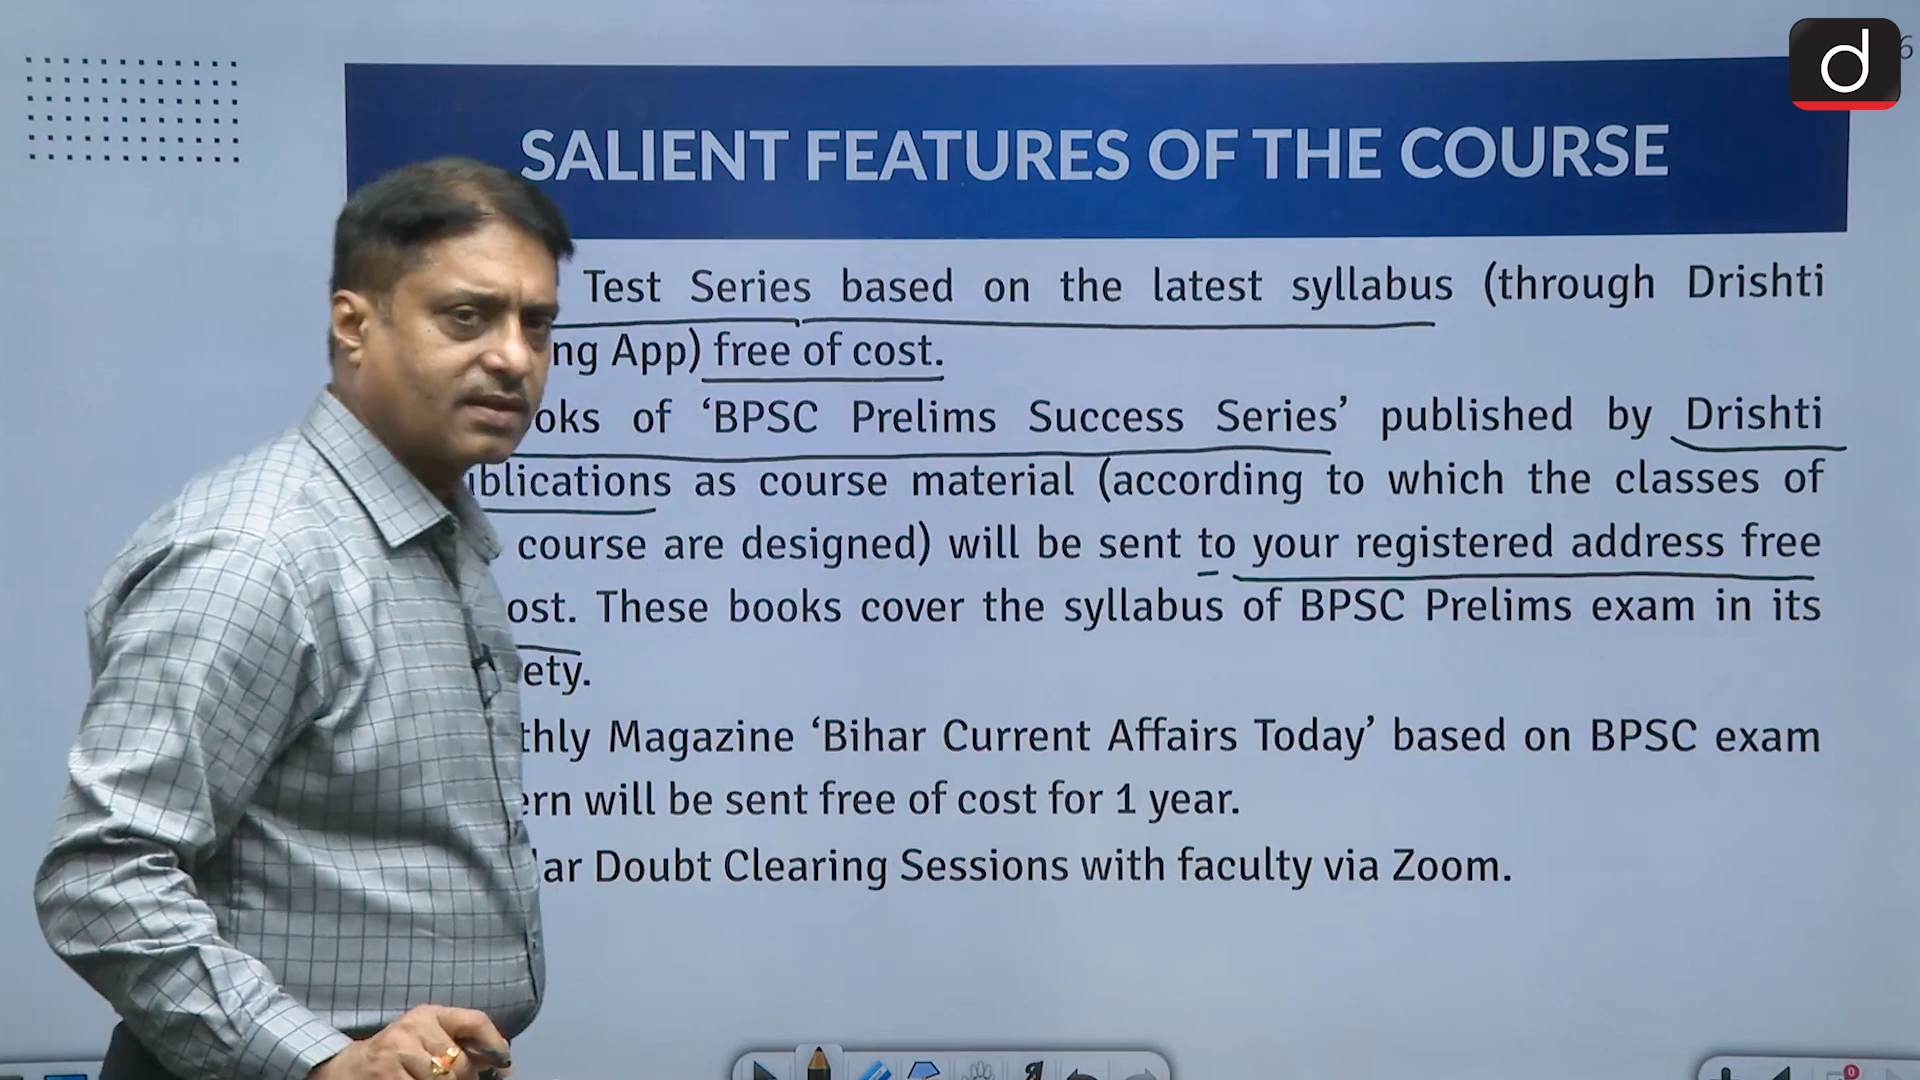 d
6
SALIENT FEATURES OF THE COURSE
Test Series based on the latest syllabus (through Drishti
ng App) free of cost.
oks of ‘BPSC Prelims Success Series’ published by Drishti
blications as course material (according to which the classes of
course are designed) will be sent to your registered address free
ost. These books cover the syllabus of BPSC Prelims exam in its
ety.
thly Magazine ‘Bihar Current Affairs Today’ based on BPSC exam
ern will be sent free of cost for 1 year.
lar Doubt Clearing Sessions with faculty via Zoom.
0